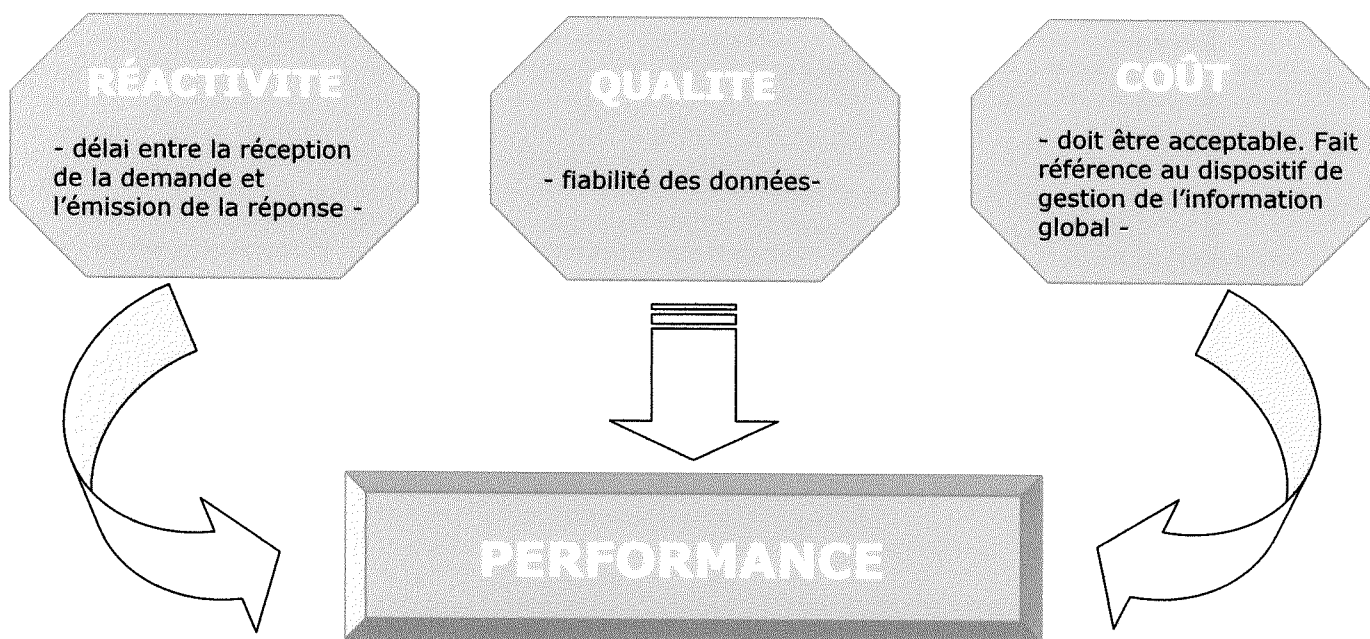 RÉACTIVITE
- délai entre la réception
de la demande et
l'émission de la réponse -
QUALITE
- fiabilité des données-
COÛT
- doit être acceptable. Fait
référence au dispositif de
gestion de l'information
global -
PERFORMANCE